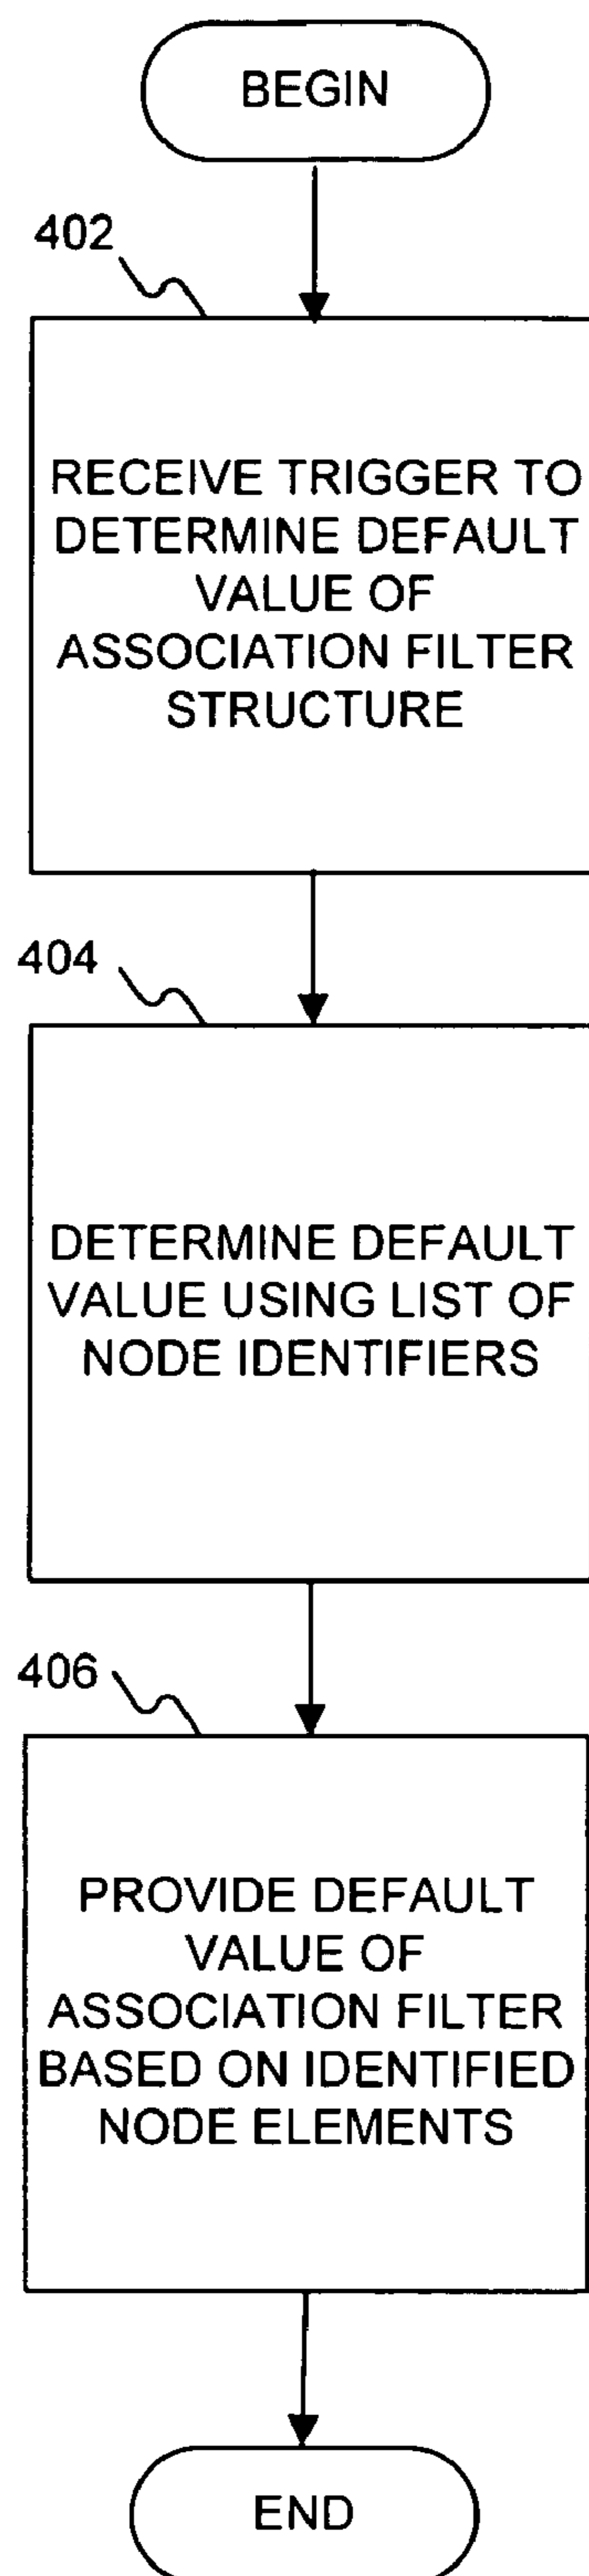 BEGIN
402
RECEIVE TRIGGER TO
DETERMINE DEFAULT
VALUE OF
ASSOCIATION FILTER
STRUCTURE
404
DETERMINE DEFAULT
VALUE USING LIST OF
NODE IDENTIFIERS
406
PROVIDE DEFAULT
VALUE OF
ASSOCIATION FILTER
BASED ON IDENTIFIED
NODE ELEMENTS
END